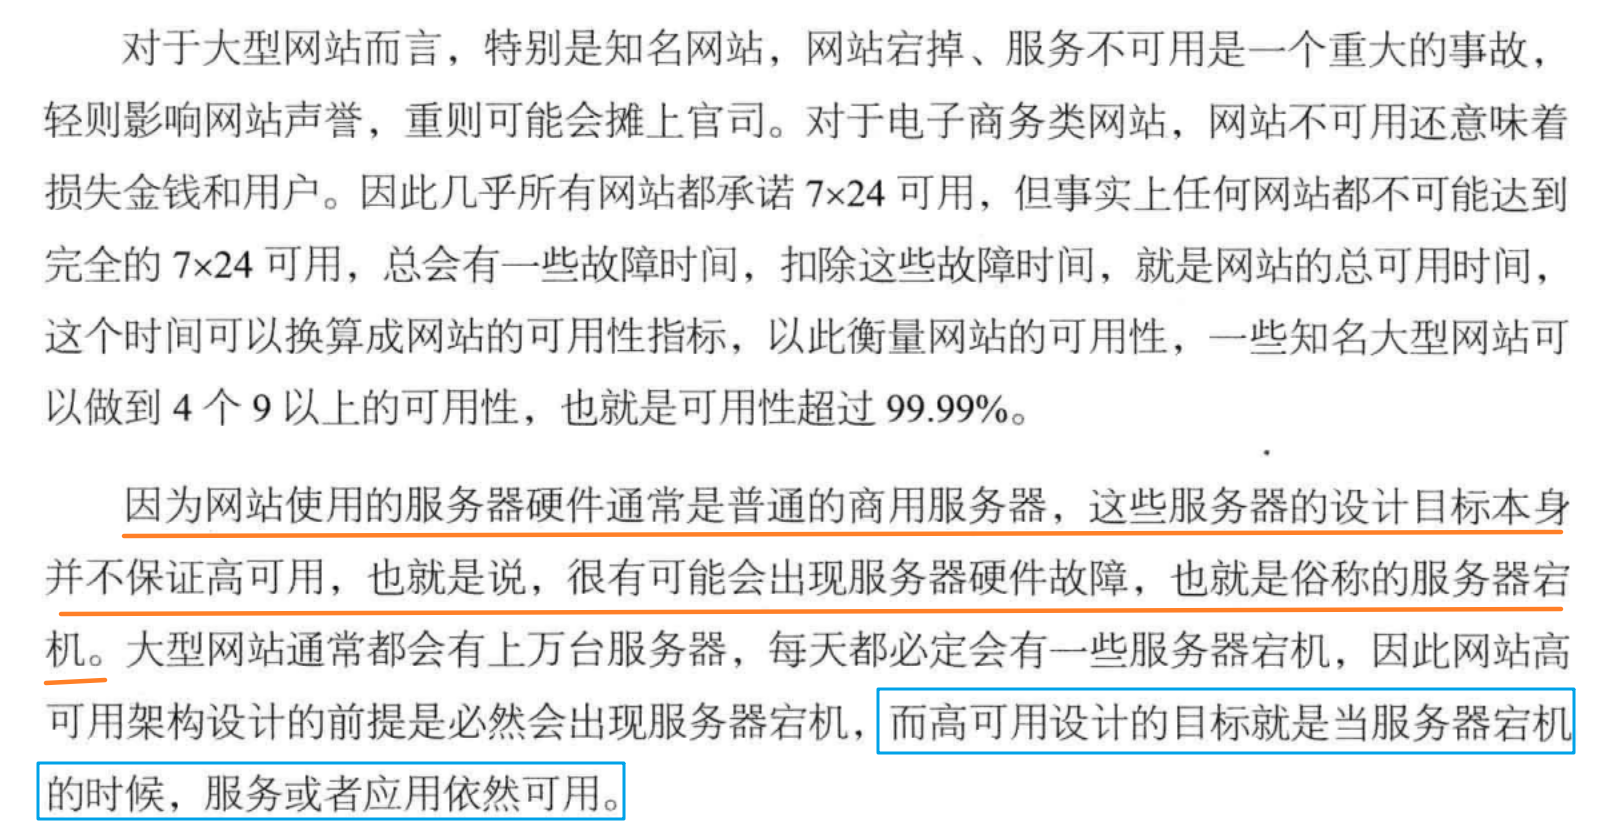 对于大型网站而言，特别是知名网站，网站宕掉、服务不可用是一个重大的事故，
轻则影响网站声誉，重则可能会摊上官司。对于电子商务类网站，网站不可用还意味着
损失金钱和用户。因此几乎所有网站都承诺 7×24 可用，但事实上任何网站都不可能达到
完全的 7×24 可用，总会有一些故障时间，扣除这些故障时间，就是网站的总可用时间，
这个时间可以换算成网站的可用性指标，以此衡量网站的可用性，一些知名大型网站可
以做到 4 个 9 以上的可用性，也就是可用性超过 99.99%。
因为网站使用的服务器硬件通常是普通的商用服务器，这些服务器的设计目标本身
并不保证高可用，也就是说，很有可能会出现服务器硬件故障，也就是俗称的服务器宕
机。大型网站通常都会有上万台服务器，每天都必定会有一些服务器宕机，因此网站高
可用架构设计的前提是必然会出现服务器宕机，而高可用设计的目标就是当服务器宕机
的时候，服务或者应用依然可用。